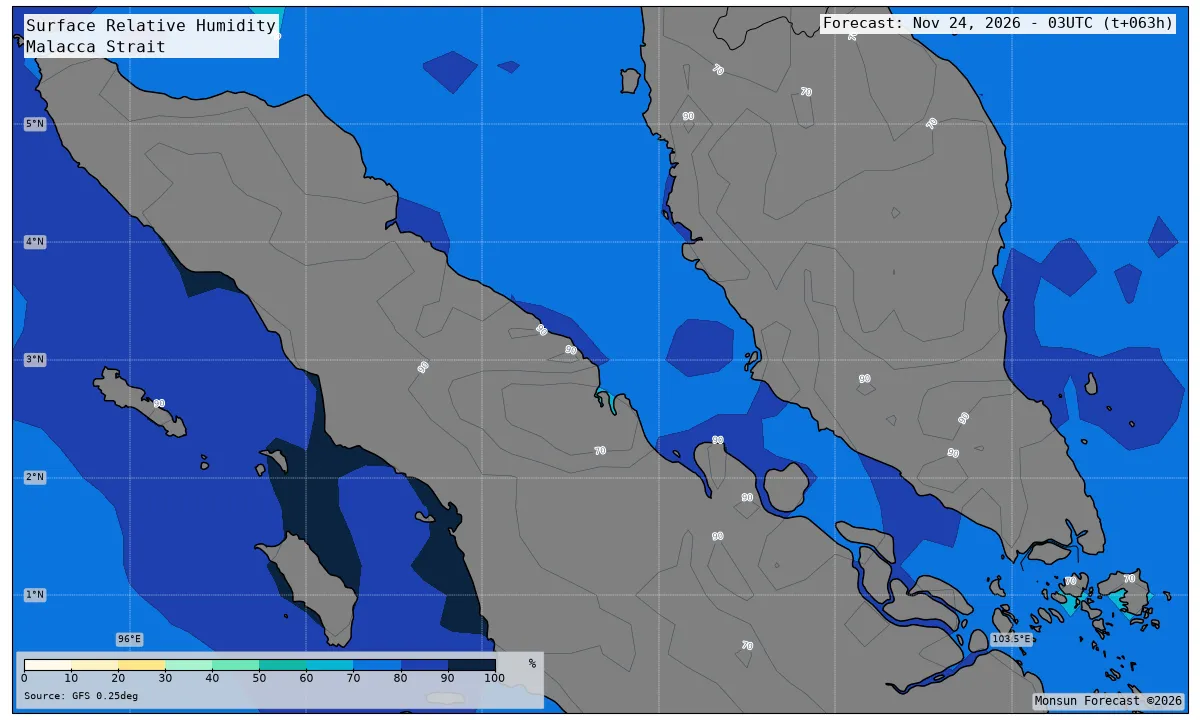 Surface Relative Humidity
Malacca Strait
Forecast: Nov 24, 2026 - 03UTC (t+063h)
70
70
70
90
70
5°N
4°N
90
90
3°N
90
90
90
90
90
70
90
2°N
90
90
70
70
1°N
96°E
103.5°E
70
%
0 10 20 30 40 50 60 70 80 90 100
Source: GFS 0.25deg
Monsun Forecast ©2026